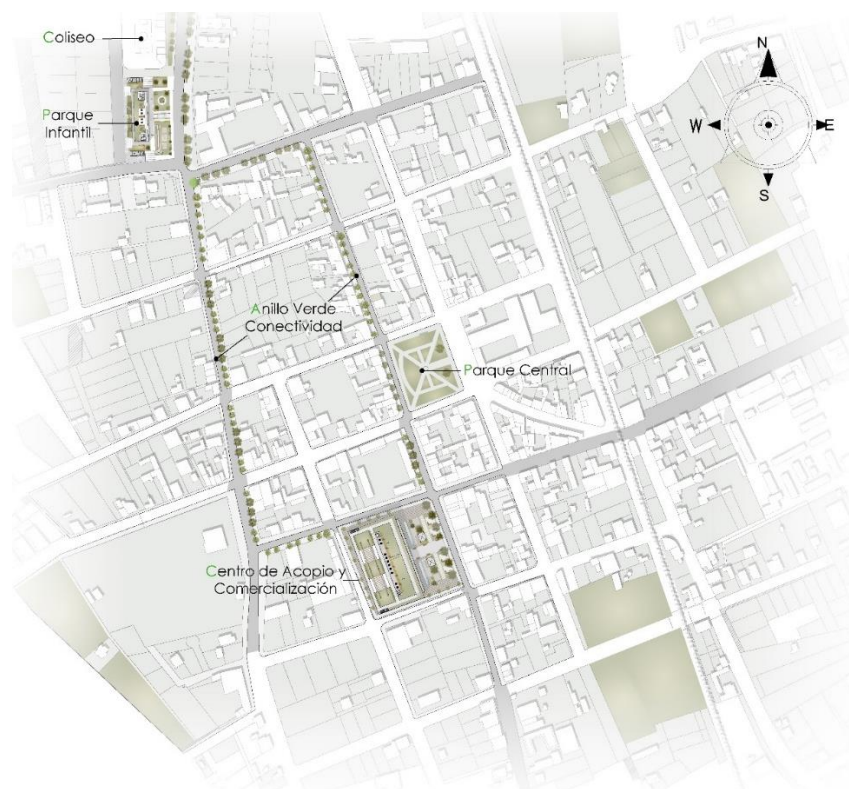 Coliseo
N
Parque
Infantil
W
E
S
Anillo Verde
Conectividad
Parque Central
Centro de Acopio y
Comercialización